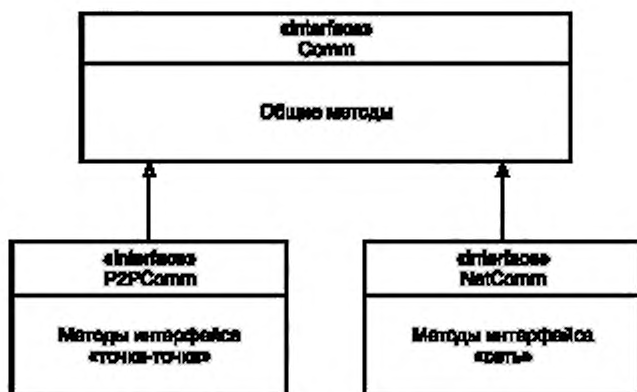 «interface»
Comm
Общие методы
«interface»
P2PComm
Методы интерфейса
«точка-точка»
«interface»
NetComm
Методы интерфейса
«сеть»